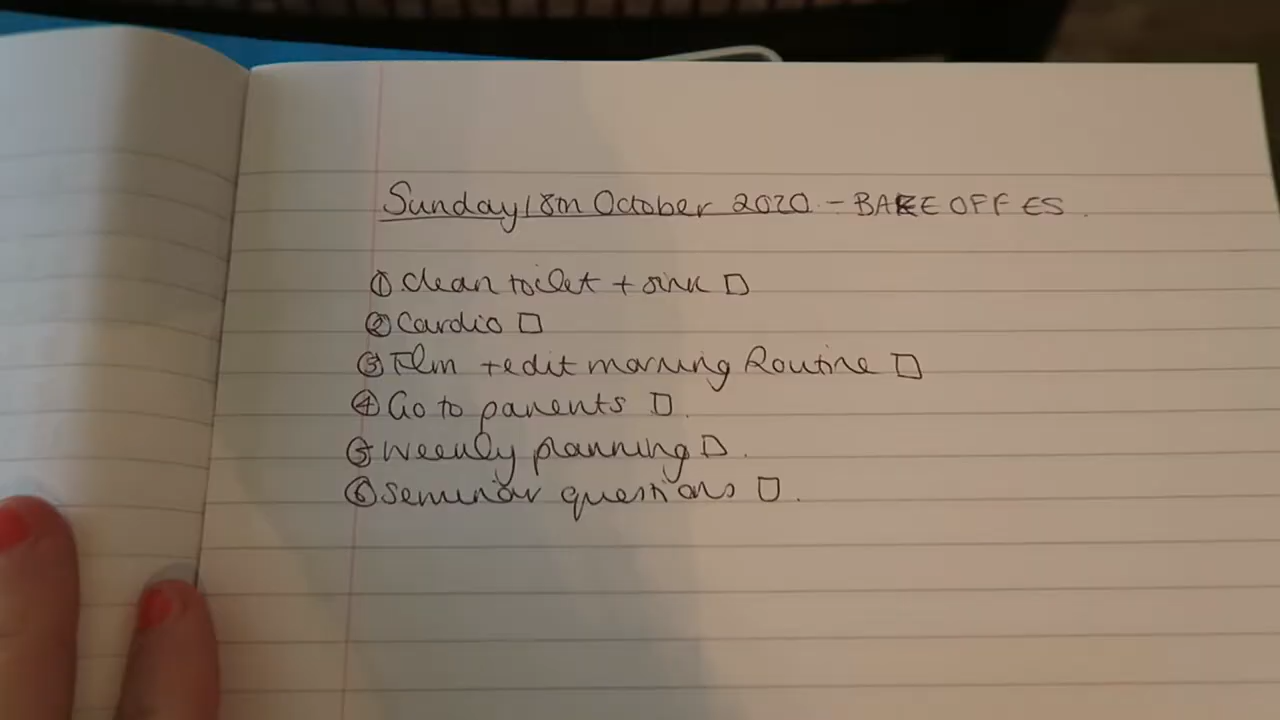 Sunday 18th October 2020 - BAKE OFF ES.
① Clean toilet + sink □
② Cardio □
③ Film + edit morning Routine □
④ Go to parents □.
⑤ Weekly planning □.
⑥ Seminar questions □.